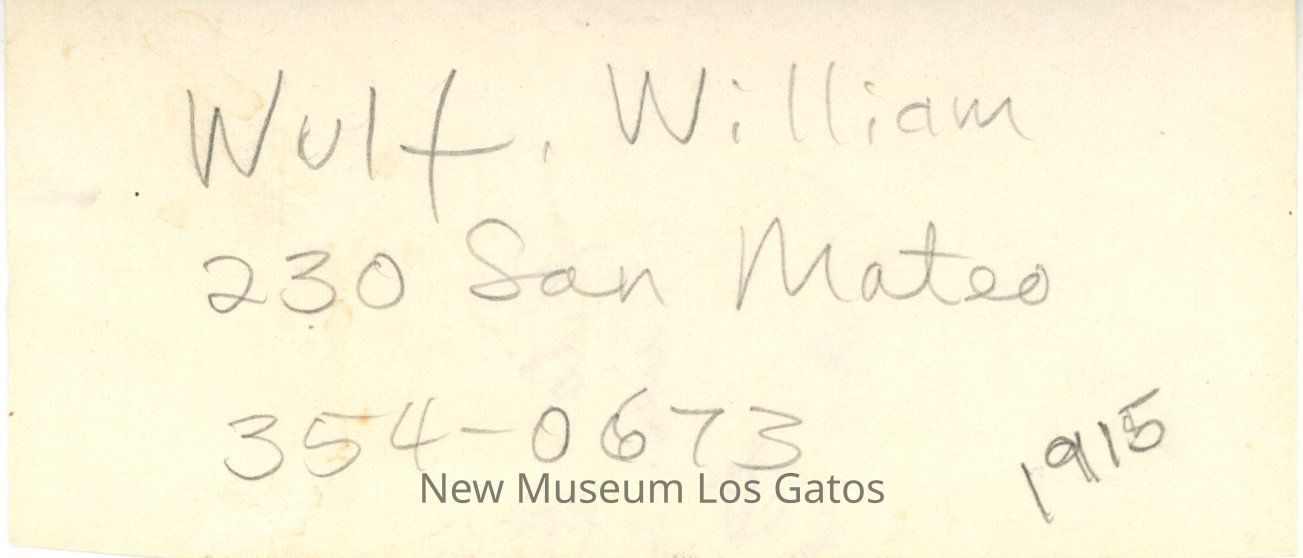 Wulf, William
230 San Mateo
354-0673
1915
New Museum Los Gatos